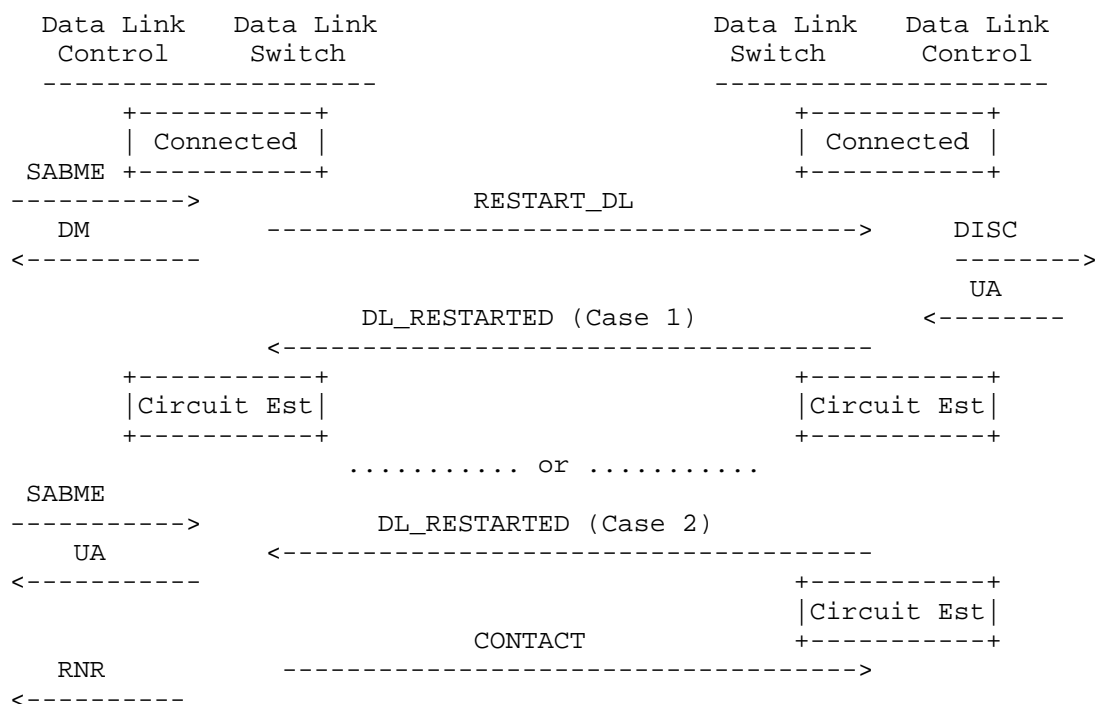 Data Link   Data Link                     Data Link   Data Link
   Control     Switch                        Switch      Control
  ---------------------                     ---------------------
       +-----------+                             +-----------+
       | Connected |                             | Connected |
 SABME +-----------+                             +-----------+
----------->                 RESTART_DL
   DM           ------------------------------------->     DISC
<-----------                                               -------->
                                                            UA
                      DL_RESTARTED (Case 1)              <--------
                <-------------------------------------
       +-----------+                             +-----------+
       |Circuit Est|                             |Circuit Est|
       +-----------+                             +-----------+
                     ........... or ...........
 SABME
----------->           DL_RESTARTED (Case 2)
    UA          <-------------------------------------
<-----------                                     +-----------+
                                                 |Circuit Est|
                             CONTACT             +-----------+
   RNR           ------------------------------------>
<----------